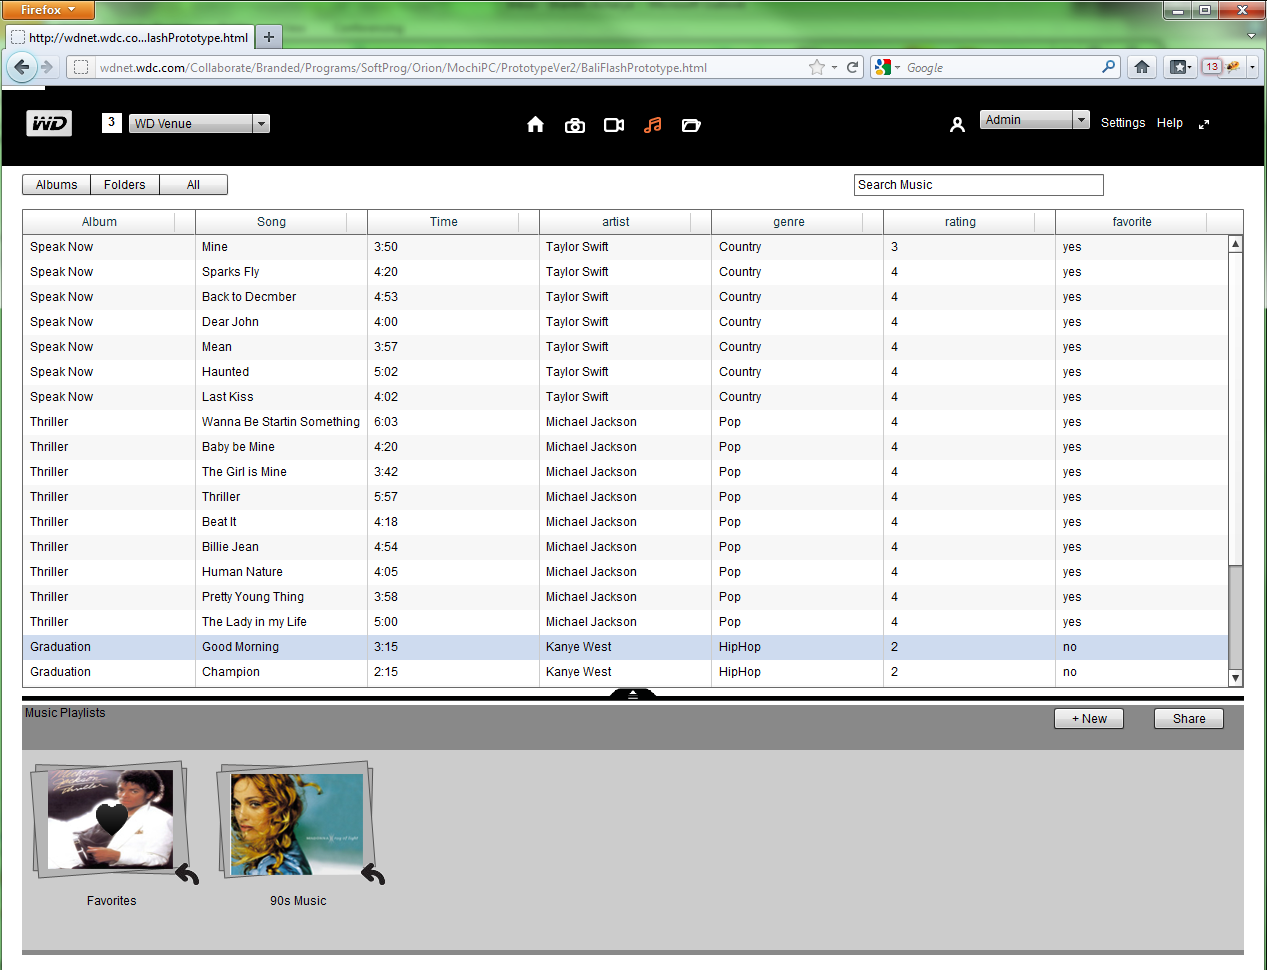 Firefox
http://wdnet.wdc.co...lashPrototype.html
wdnet.wdc.com/Collaborate/Branded/Programs/SoftProg/Orion/MochiPC/PrototypeVer2/BaliFlashPrototype.html
Google
13
WD
3
WD Venue
Admin
Settings
Help
Albums Folders All
Search Music
Album Song Time artist genre rating favorite
Speak Now Mine 3:50 Taylor Swift Country 3 yes
Speak Now Sparks Fly 4:20 Taylor Swift Country 4 yes
Speak Now Back to Decmber 4:53 Taylor Swift Country 4 yes
Speak Now Dear John 4:00 Taylor Swift Country 4 yes
Speak Now Mean 3:57 Taylor Swift Country 4 yes
Speak Now Haunted 5:02 Taylor Swift Country 4 yes
Speak Now Last Kiss 4:02 Taylor Swift Country 4 yes
Thriller Wanna Be Startin Something 6:03 Michael Jackson Pop 4 yes
Thriller Baby be Mine 4:20 Michael Jackson Pop 4 yes
Thriller The Girl is Mine 3:42 Michael Jackson Pop 4 yes
Thriller Thriller 5:57 Michael Jackson Pop 4 yes
Thriller Beat It 4:18 Michael Jackson Pop 4 yes
Thriller Billie Jean 4:54 Michael Jackson Pop 4 yes
Thriller Human Nature 4:05 Michael Jackson Pop 4 yes
Thriller Pretty Young Thing 3:58 Michael Jackson Pop 4 yes
Thriller The Lady in my Life 5:00 Michael Jackson Pop 4 yes
Graduation Good Morning 3:15 Kanye West HipHop 2 no
Graduation Champion 2:15 Kanye West HipHop 2 no
Music Playlists
+ New
Share
Favorites
90s Music